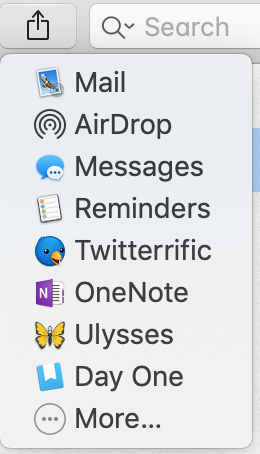 Search
Mail
AirDrop
Messages
Reminders
Twitterrific
OneNote
Ulysses
Day One
More...